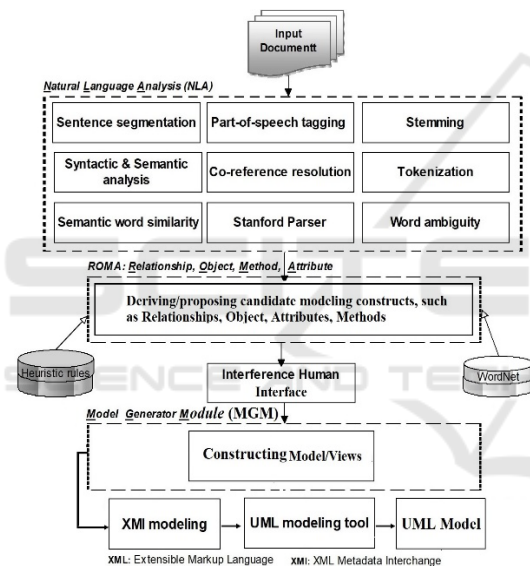 Input
Documentt
Natural Language Analysis (NLA)
Sentence segmentation
Part-of-speech tagging
Stemming
Syntactic & Semantic
analysis
Co-reference resolution
Tokenization
Semantic word similarity
Stanford Parser
Word ambiguity
ROMA: Relationship, Object, Method, Attribute
Deriving/proposing candidate modeling constructs, such
as Relationships, Object, Attributes, Methods
Heuristic rules
WordNet
Interference Human
Interface
Model Generator Module (MGM)
Constructing Model/Views
XMI modeling
UML modeling tool
UML Model
XML: Extensible Markup Language XMI: XML Metadata Interchange